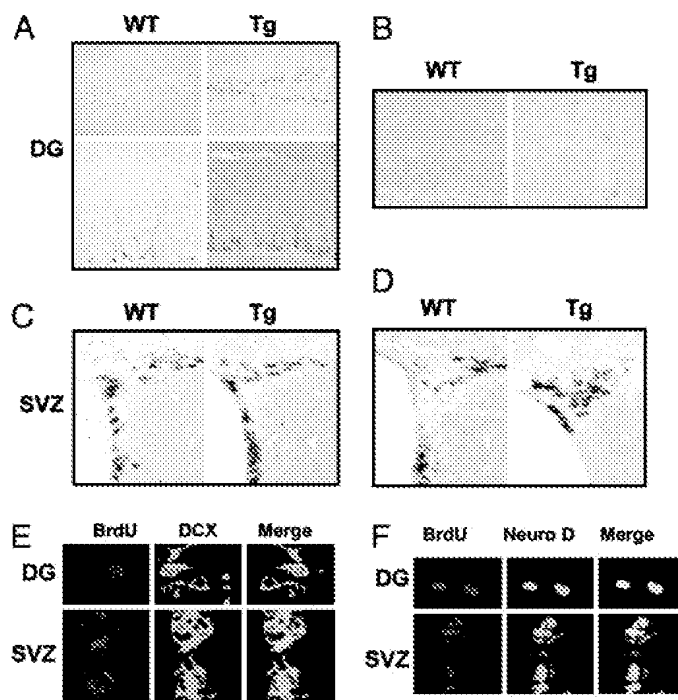 A
WT Tg
DG
B
WT Tg
C
WT Tg
SVZ
D
WT Tg
E
BrdU DCX Merge
DG
SVZ
F
BrdU Neuro D Merge
DG
SVZ